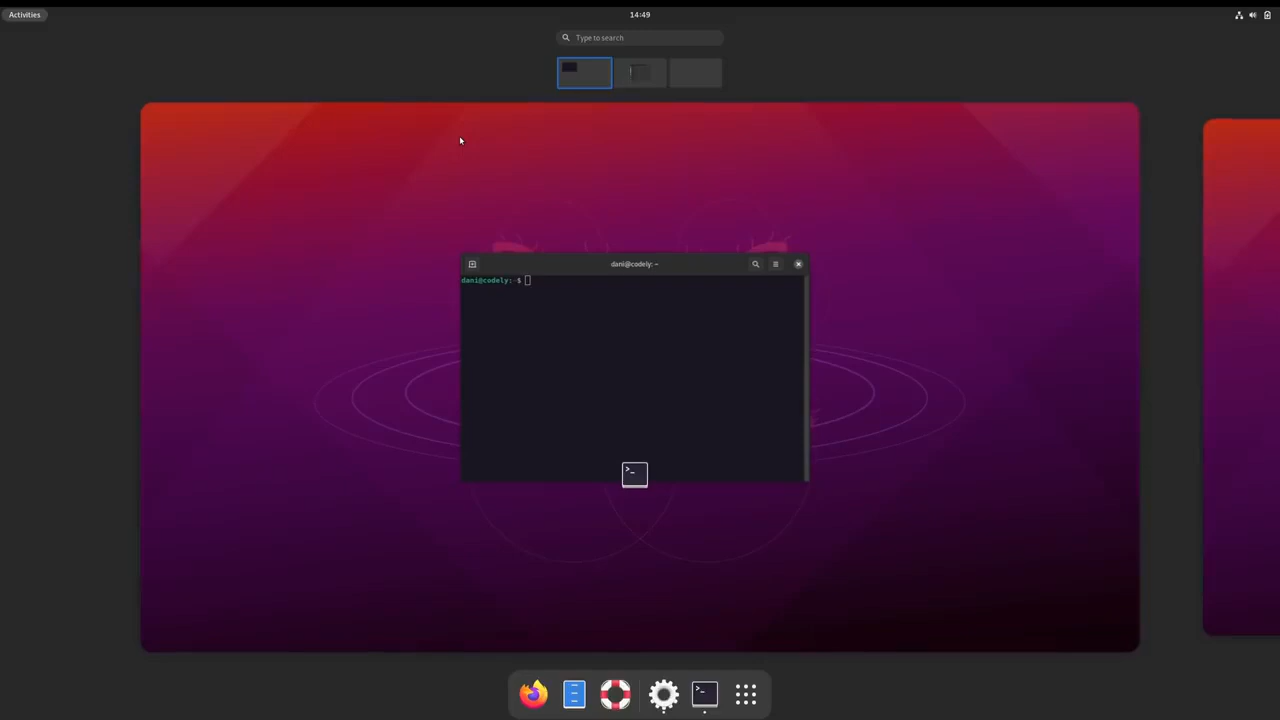 Activities
14:49
Type to search
dani@codely: ~
dani@codely:~$
>_
>_